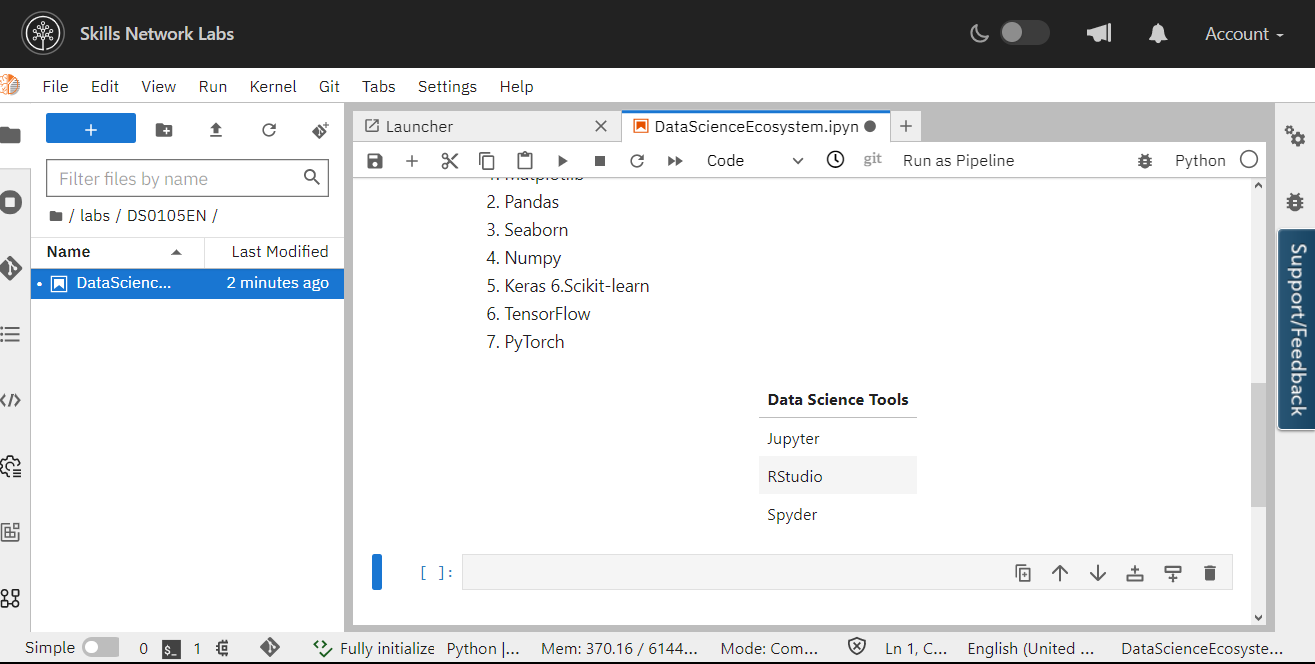 Skills Network Labs
Account
File Edit View Run Kernel Git Tabs Settings Help
Launcher
DataScienceEcosystem.ipyn
Filter files by name
Code
git
Run as Pipeline
Python
/ labs / DS0105EN /
Name Last Modified
DataScienc... 2 minutes ago
1. Matplotlib
2. Pandas
3. Seaborn
4. Numpy
5. Keras 6.Scikit-learn
6. TensorFlow
7. PyTorch
Data Science Tools
Jupyter
RStudio
Spyder
[ ]:
Support/Feedback
Simple 0 $_ 1 Fully initialize Python |... Mem: 370.16 / 6144... Mode: Com... Ln 1, C... English (United ... DataScienceEcosyste...